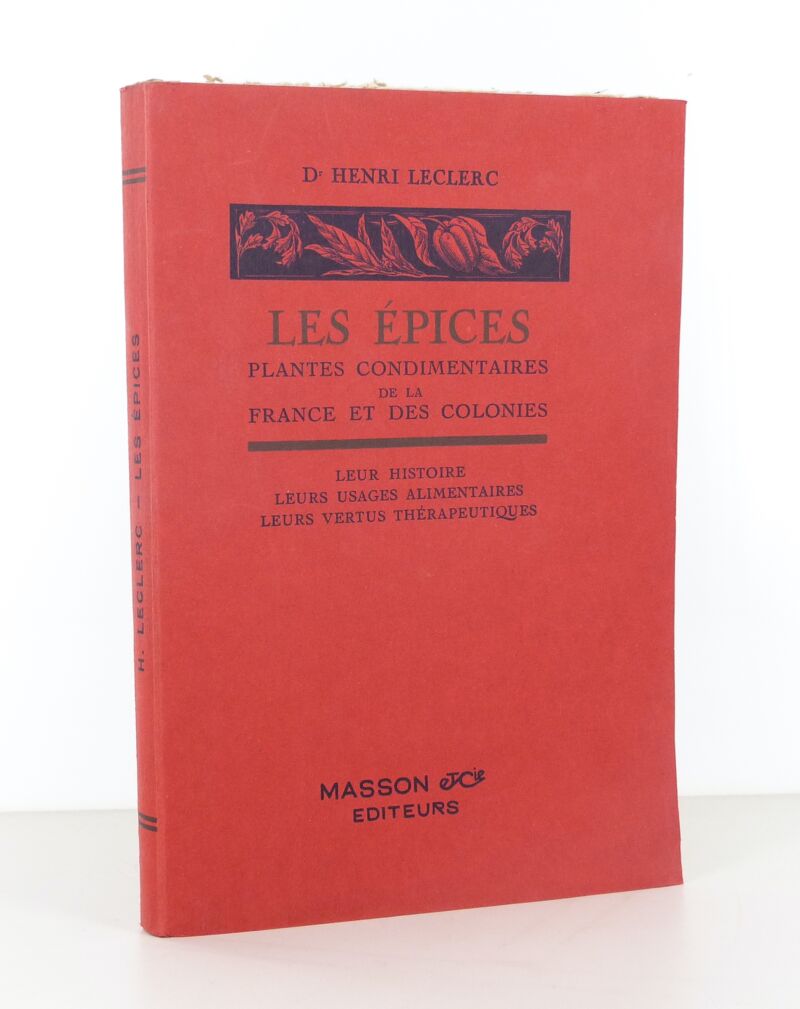 Dr HENRI LECLERC
LES ÉPICES
PLANTES CONDIMENTAIRES
DE LA
FRANCE ET DES COLONIES
LEUR HISTOIRE
LEURS USAGES ALIMENTAIRES
LEURS VERTUS THÉRAPEUTIQUES
MASSON et Cie
EDITEURS
H. LECLERC — LES ÉPICES